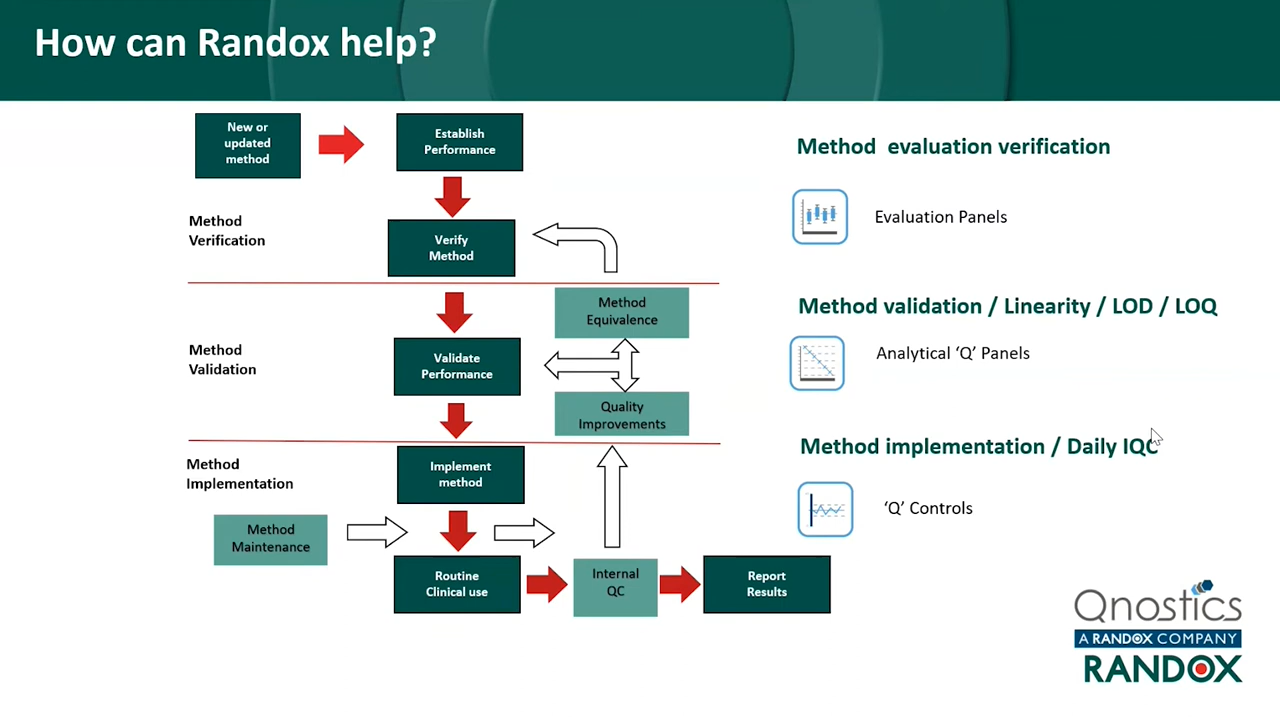 How can Randox help?
New or
updated
method
Establish
Performance
Method
Verification
Verify
Method
Method
Equivalence
Method
Validation
Validate
Performance
Quality
Improvements
Method
Implementation
Implement
method
Method
Maintenance
Routine
Clinical use
Internal
QC
Report
Results
Method evaluation verification
Evaluation Panels
Method validation / Linearity / LOD / LOQ
Analytical ‘Q’ Panels
Method implementation / Daily IQC
‘Q’ Controls
Qnostics
A RANDOX COMPANY
RANDOX